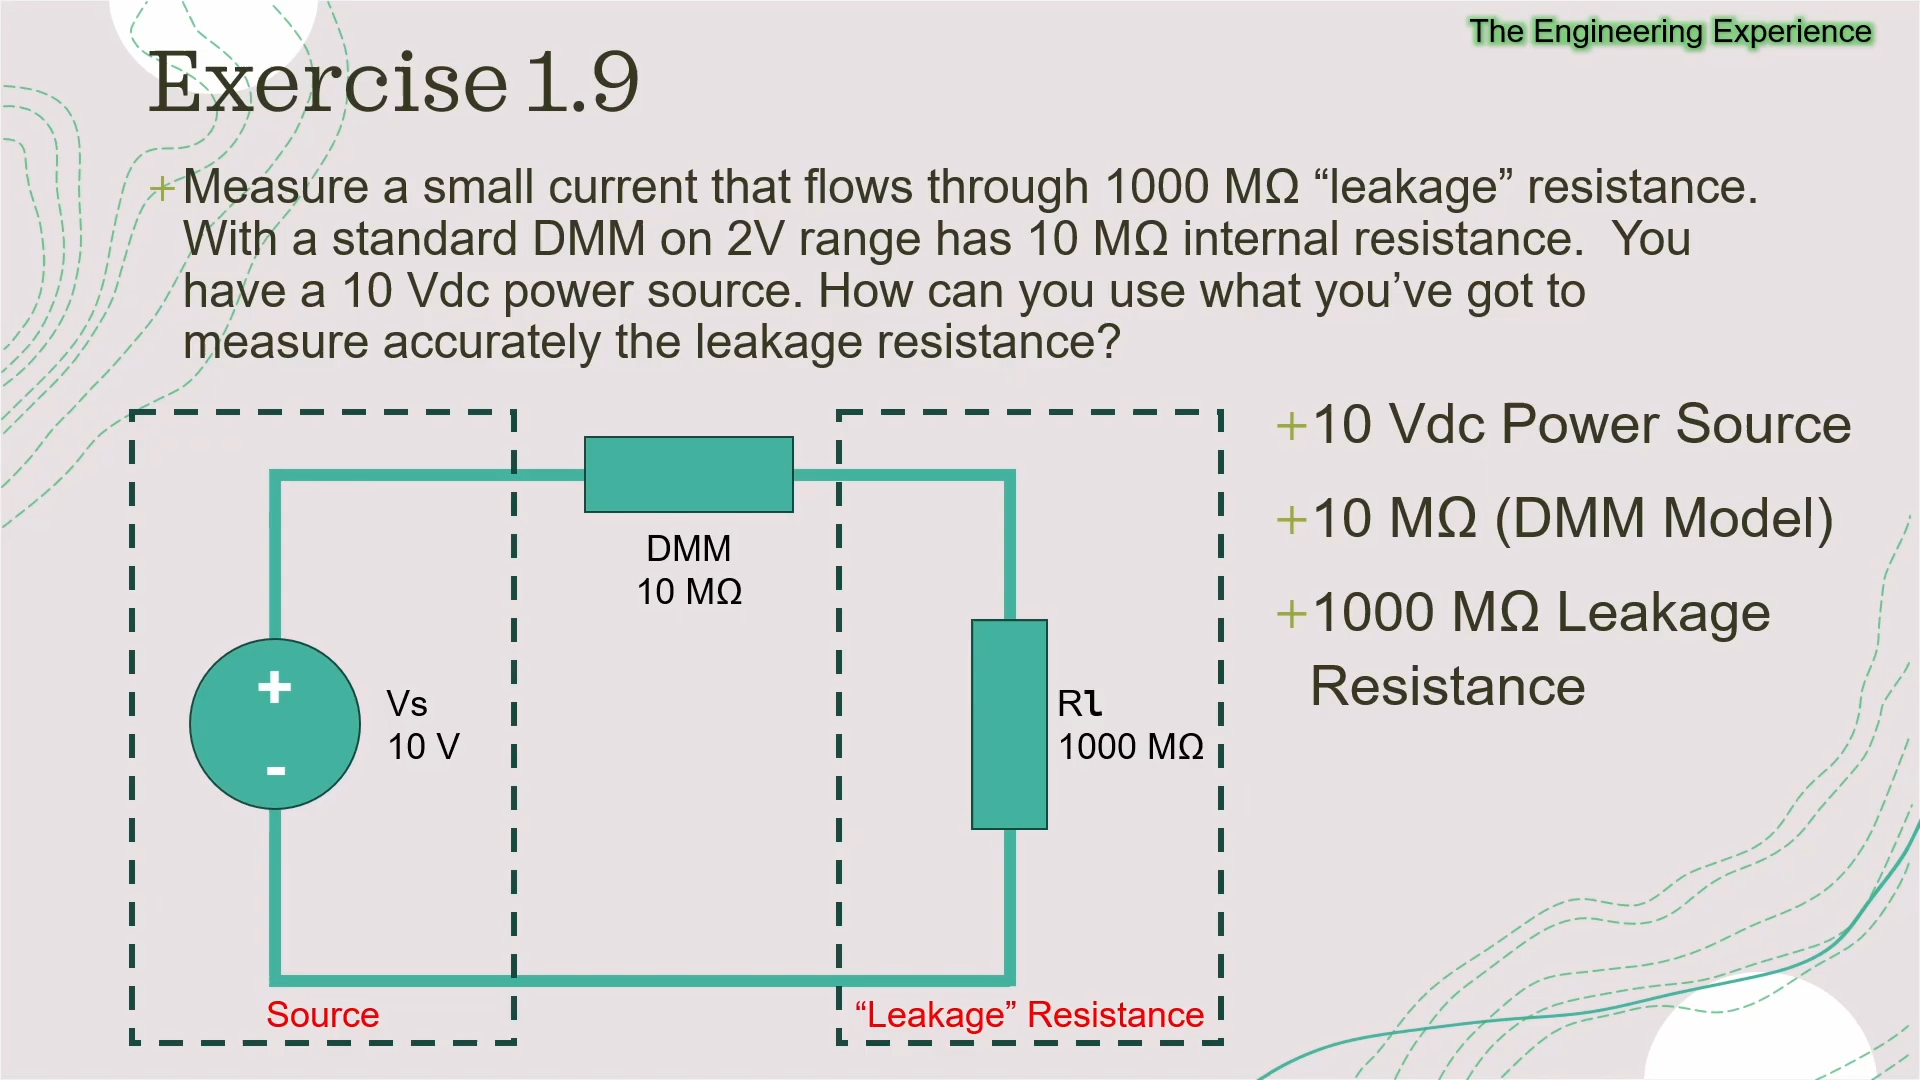 The Engineering Experience
Exercise 1.9
+Measure a small current that flows through 1000 MΩ “leakage” resistance.
With a standard DMM on 2V range has 10 MΩ internal resistance.  You
have a 10 Vdc power source. How can you use what you’ve got to
measure accurately the leakage resistance?
+10 Vdc Power Source
+10 MΩ (DMM Model)
+1000 MΩ Leakage
Resistance
DMM
10 MΩ
+
-
Vs
10 V
Rl
1000 MΩ
Source
“Leakage” Resistance